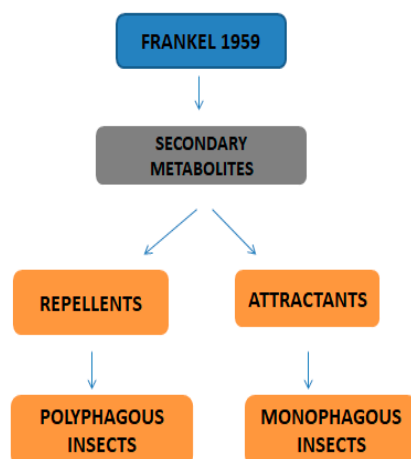 FRANKEL 1959
SECONDARY
METABOLITES
REPELLENTS
ATTRACTANTS
POLYPHAGOUS
INSECTS
MONOPHAGOUS
INSECTS